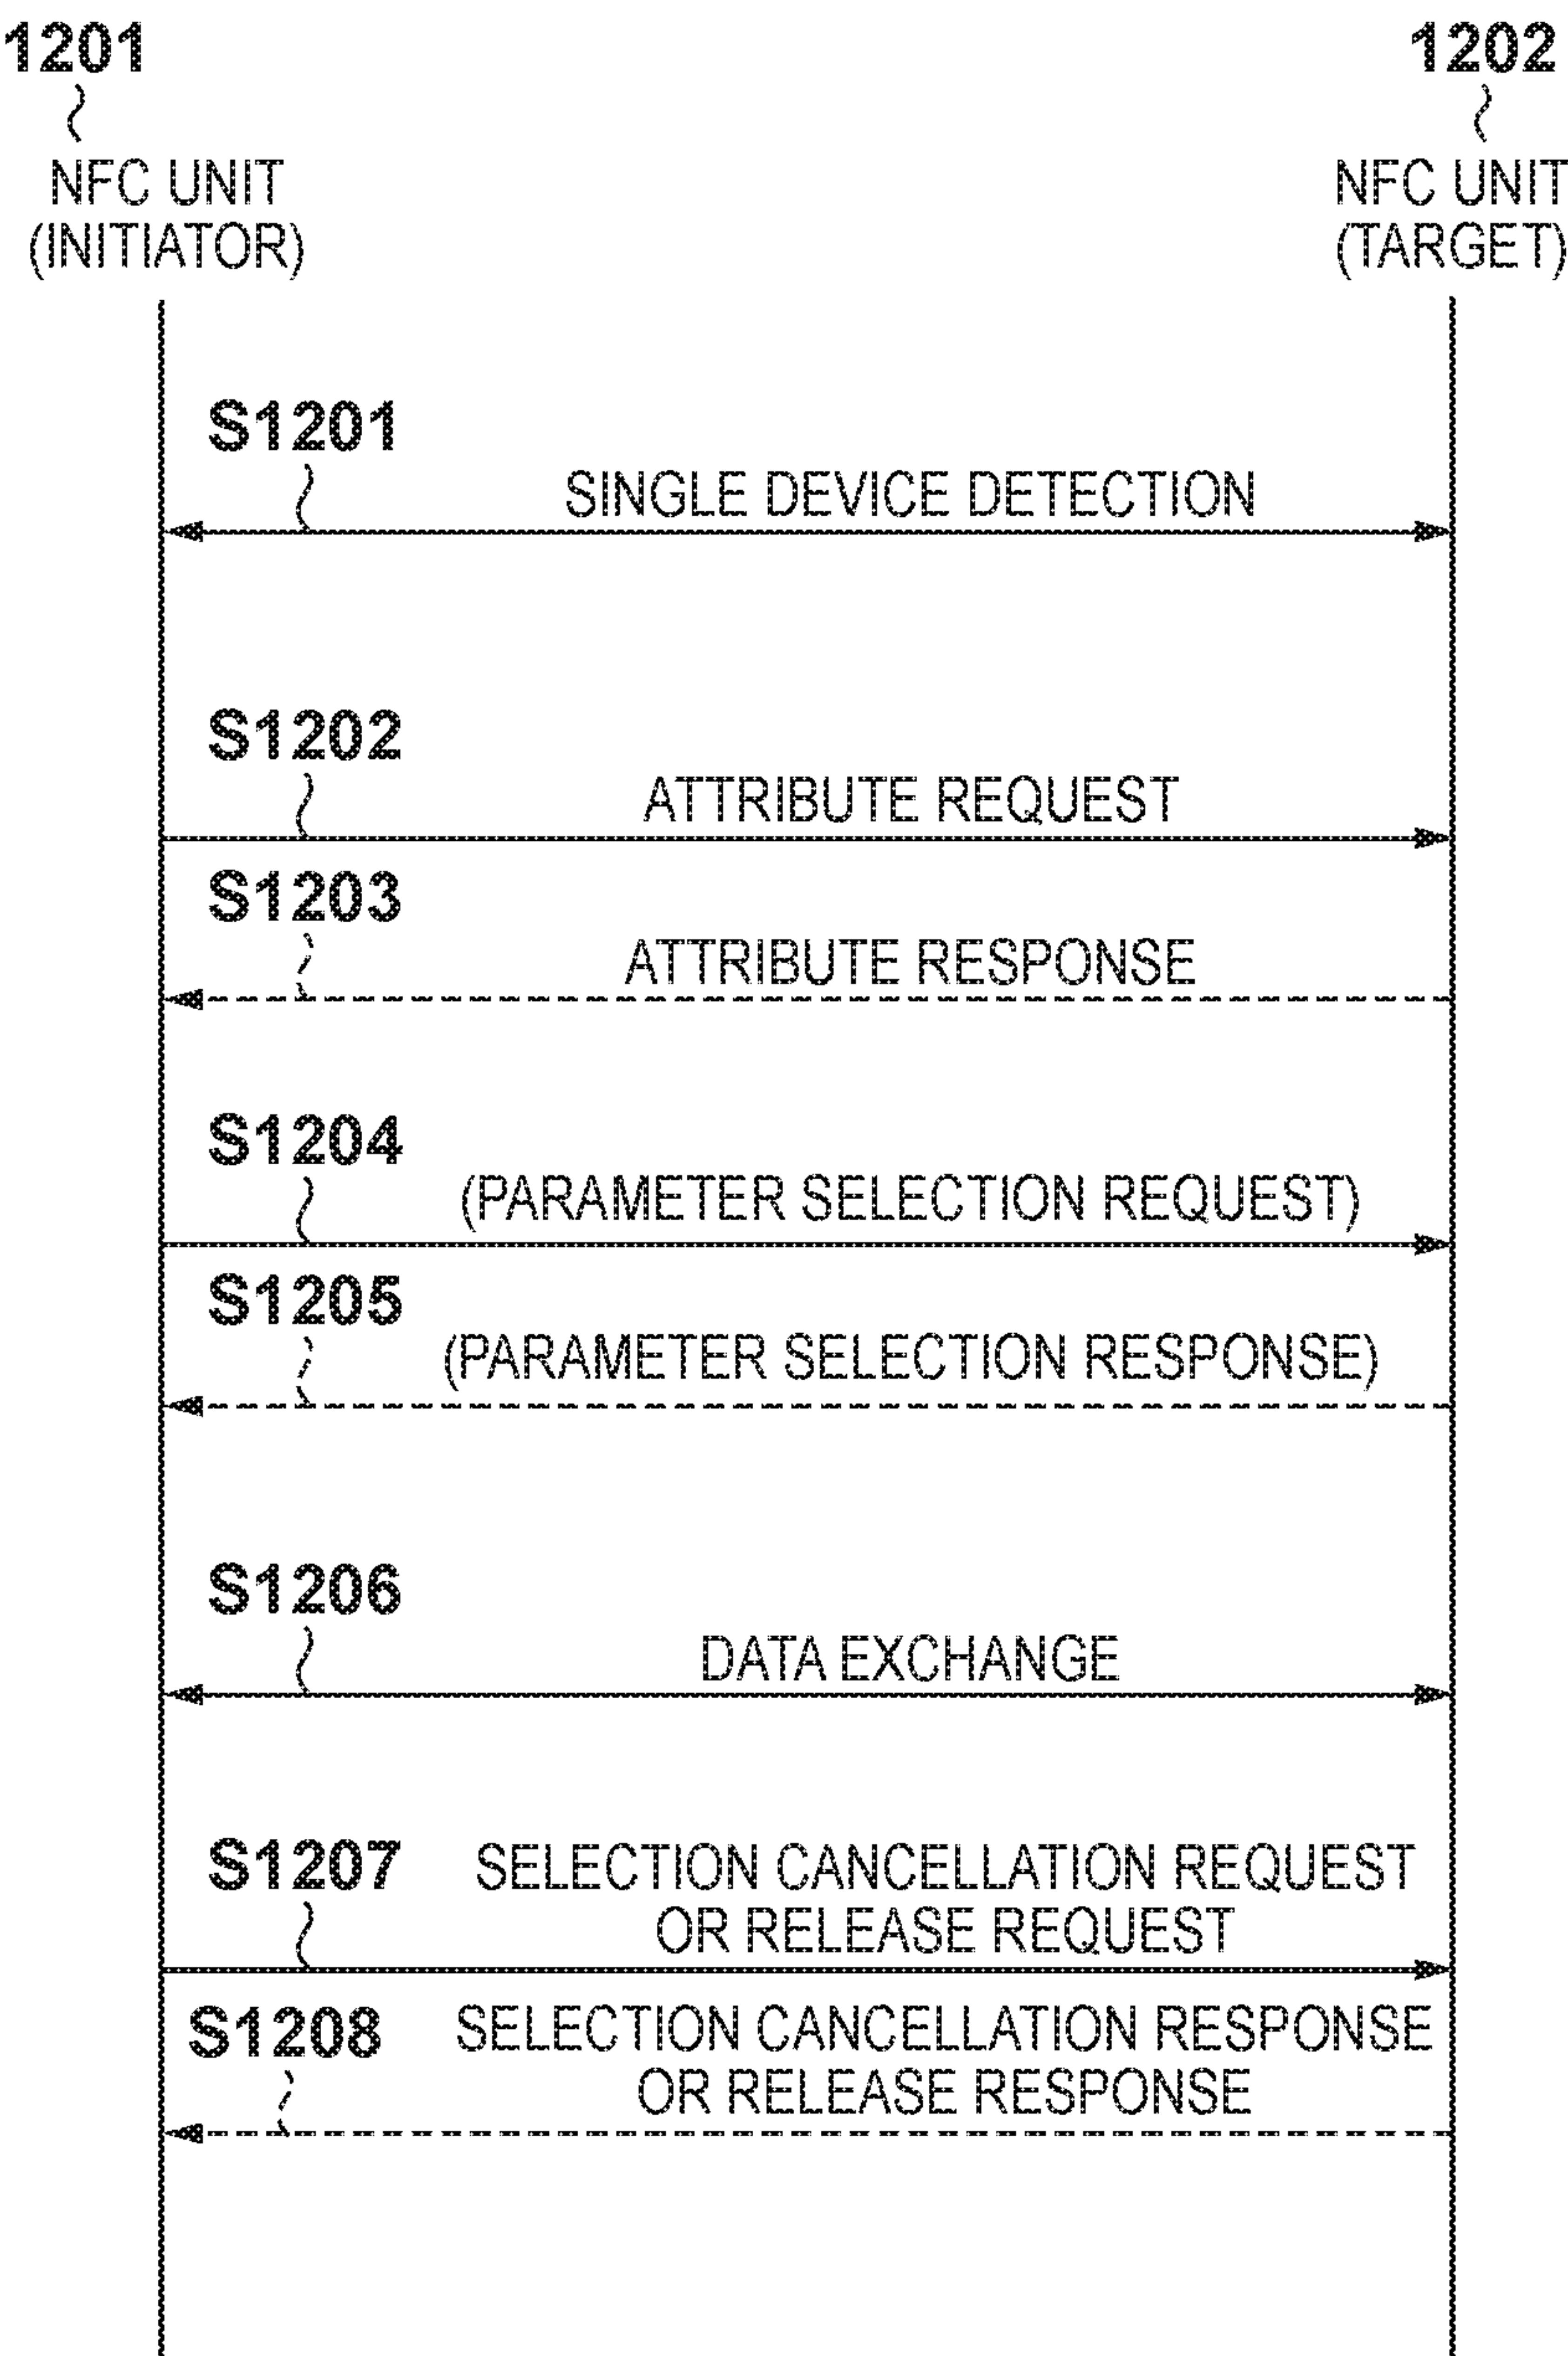 1201
1202
NFC UNIT
(INITIATOR)
NFC UNIT
(TARGET)
S1201
SINGLE DEVICE DETECTION
S1202
ATTRIBUTE REQUEST
S1203
ATTRIBUTE RESPONSE
S1204
(PARAMETER SELECTION REQUEST)
S1205
(PARAMETER SELECTION RESPONSE)
S1206
DATA EXCHANGE
S1207
SELECTION CANCELLATION REQUEST
OR RELEASE REQUEST
S1208
SELECTION CANCELLATION RESPONSE
OR RELEASE RESPONSE